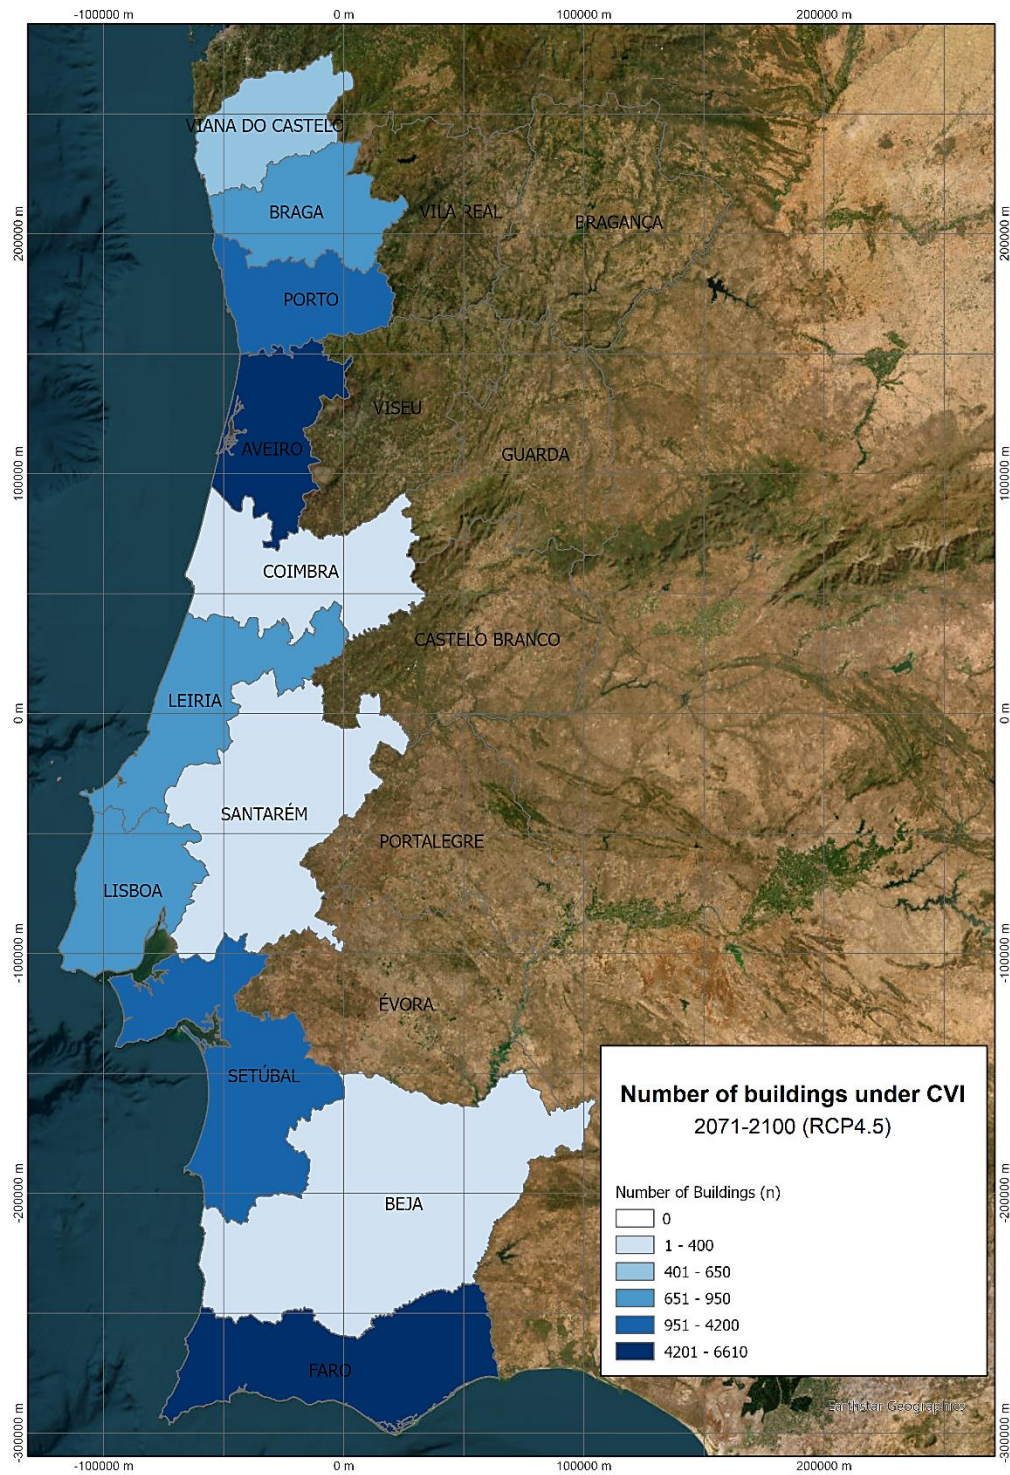 -100000 m
0 m
100000 m
200000 m
VIANA DO CASTELO
BRAGA
VILA REAL
BRAGANÇA
200000 m
200000 m
PORTO
VISEU
AVEIRO
GUARDA
100000 m
100000 m
COIMBRA
CASTELO BRANCO
LEIRIA
0 m
0 m
SANTARÉM
PORTALEGRE
LISBOA
-100000 m
-100000 m
ÉVORA
SETÚBAL
BEJA
-200000 m
-200000 m
FARO
Number of buildings under CVI
2071-2100 (RCP4.5)
Number of Buildings (n)
0
1 - 400
401 - 650
651 - 950
951 - 4200
4201 - 6610
Earthstar Geographics
-300000 m
-300000 m
-100000 m
0 m
100000 m
200000 m